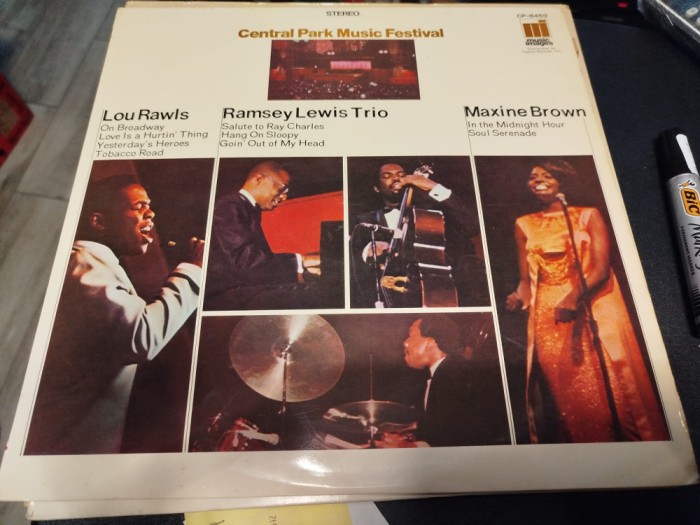 STEREO
Central Park Music Festival
music
images
Lou Rawls
On Broadway
Love Is a Hurtin' Thing
Yesterday's Heroes
Tobacco Road
Ramsey Lewis Trio
Salute to Ray Charles
Hang On Sloopy
Goin' Out of My Head
Maxine Brown
In the Midnight Hour
Soul Serenade
BIC